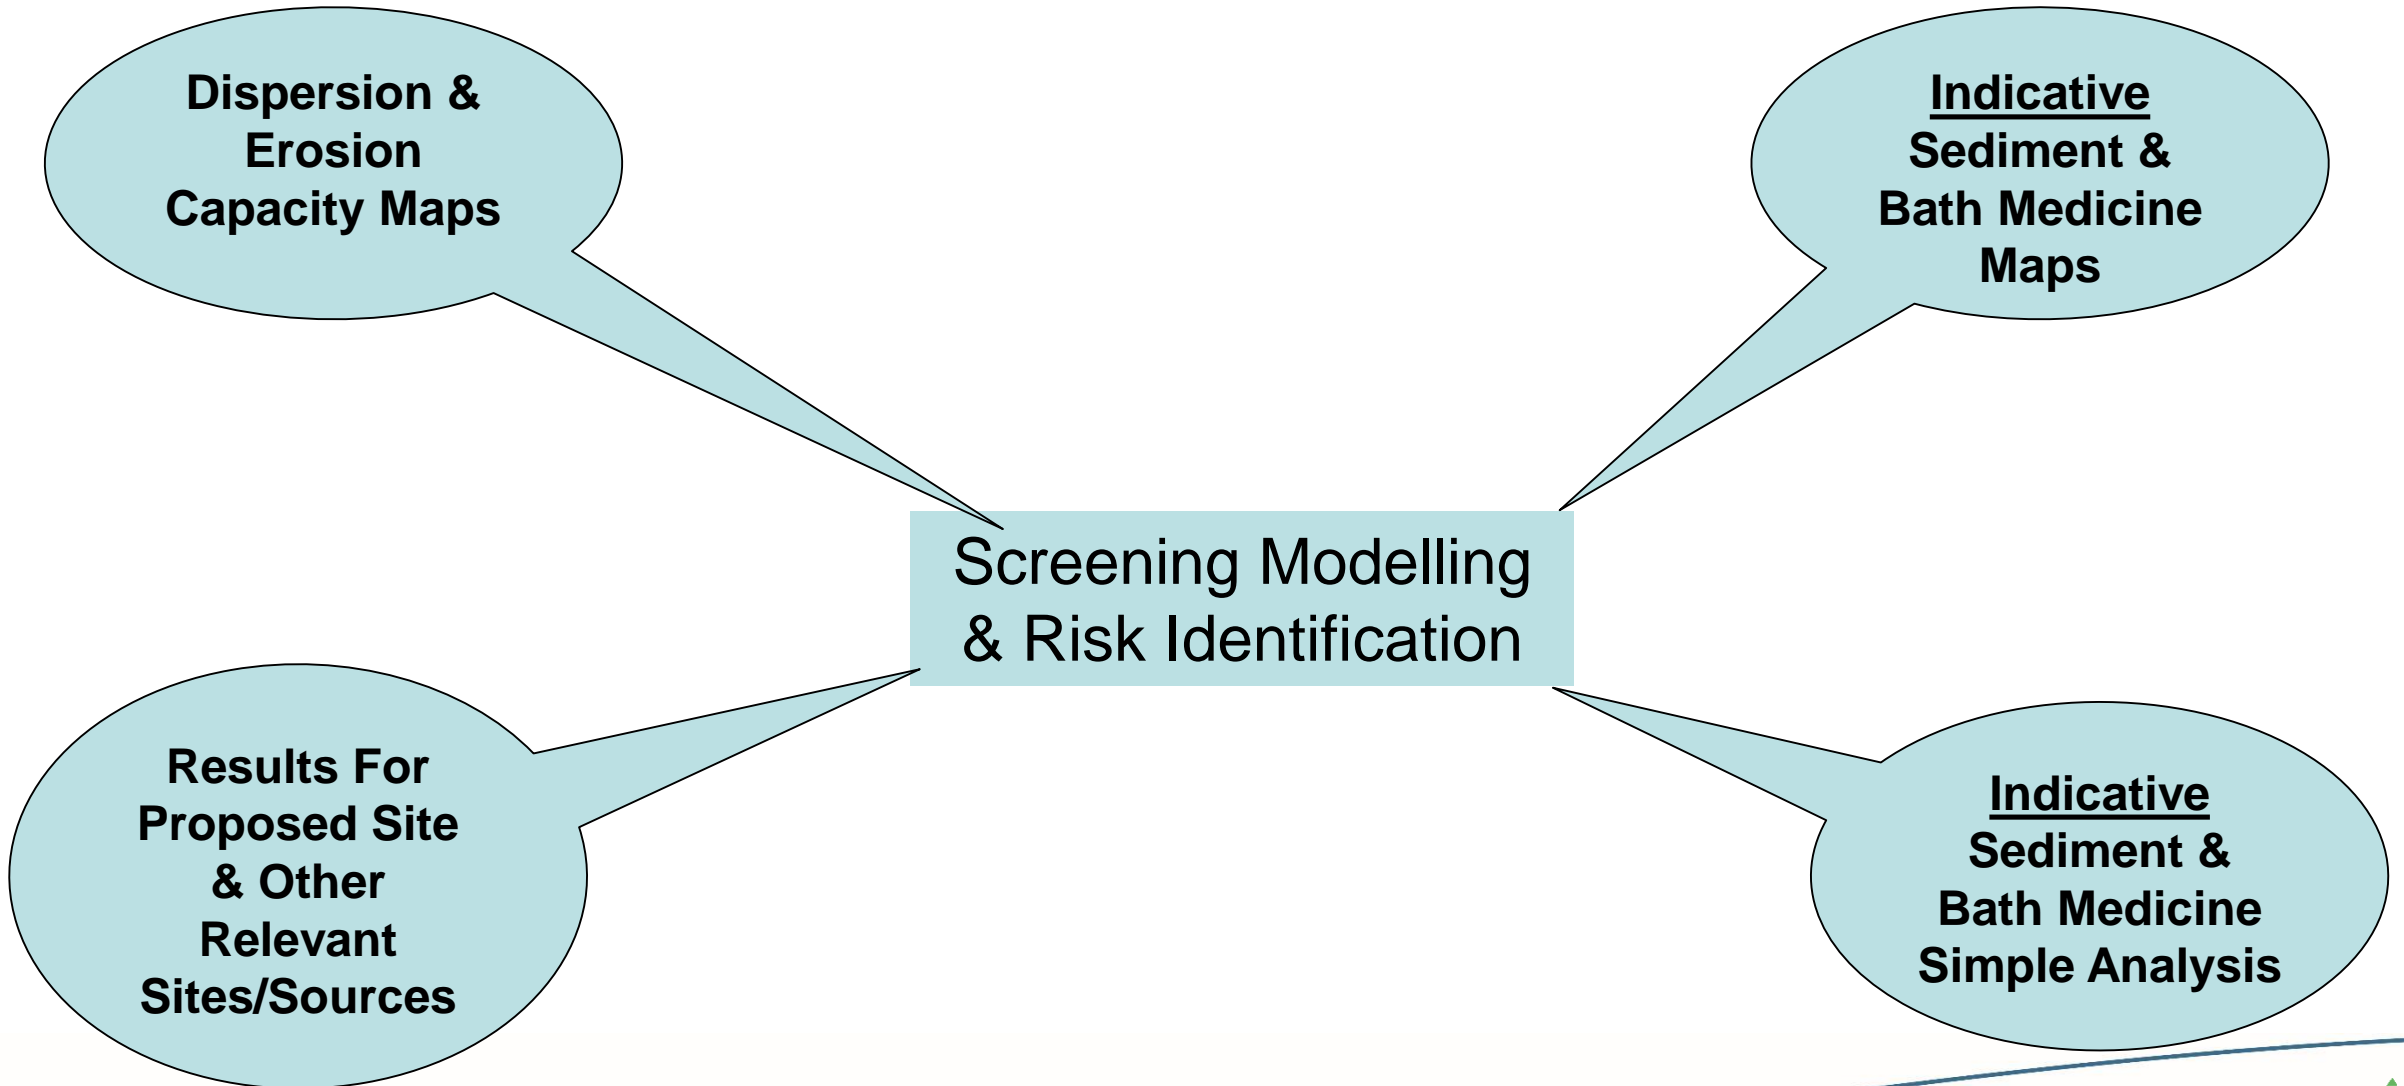 Dispersion &
Erosion
Capacity Maps
Indicative
Sediment &
Bath Medicine
Maps
Screening Modelling
& Risk Identification
Results For
Proposed Site
& Other
Relevant
Sites/Sources
Indicative
Sediment &
Bath Medicine
Simple Analysis